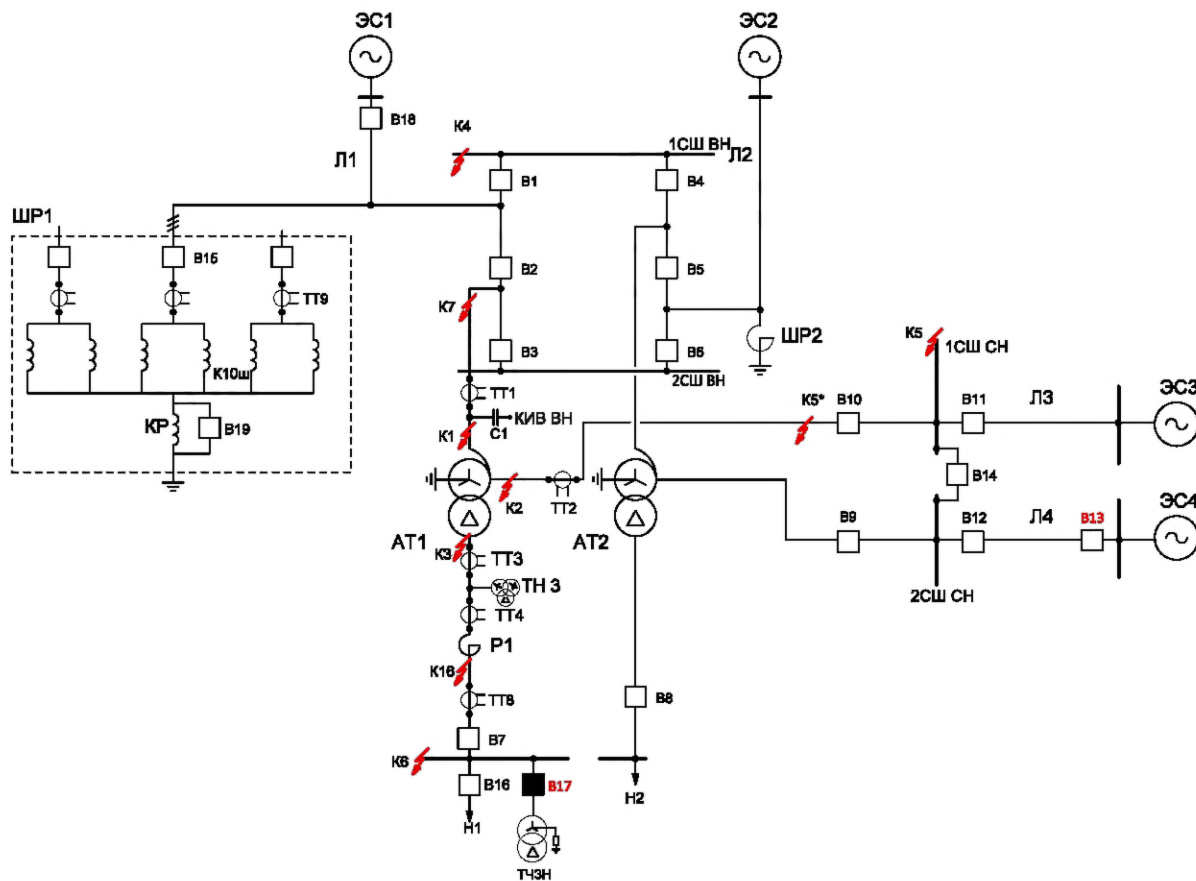 ЭС1
ЭС2
В18
К4
1СШ ВН
Л1
Л2
В1
В4
ШР1
В15
ТТ9
В2
В5
К7
ШР2
К10ш
В3
В6
К5
1СШ СН
2СШ ВН
КР
В19
ТТ1
КИВ ВН
С1
К5*
В10
В11
Л3
ЭС3
К1
В14
К2
ТТ2
АТ1
АТ2
К3
ТТ3
В9
В12
Л4
В13
ЭС4
ТН 3
2СШ СН
ТТ4
Р1
К16
ТТ8
В8
В7
К6
В16
В17
Н2
Н1
ТЧЗН